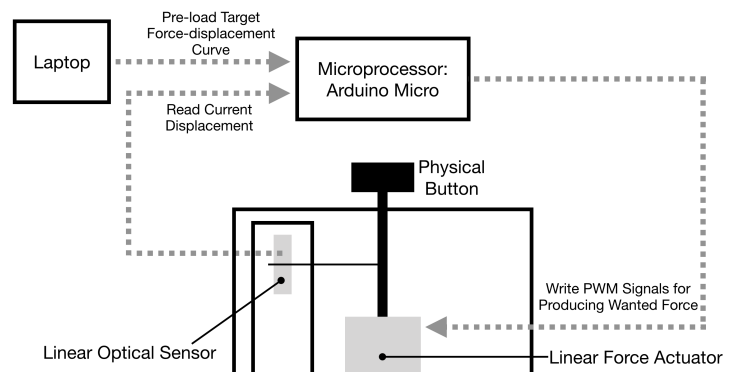 Pre-load Target
Force-displacement
Curve
Laptop
Microprocessor:
Arduino Micro
Read Current
Displacement
Physical
Button
Write PWM Signals for
Producing Wanted Force
Linear Optical Sensor
Linear Force Actuator